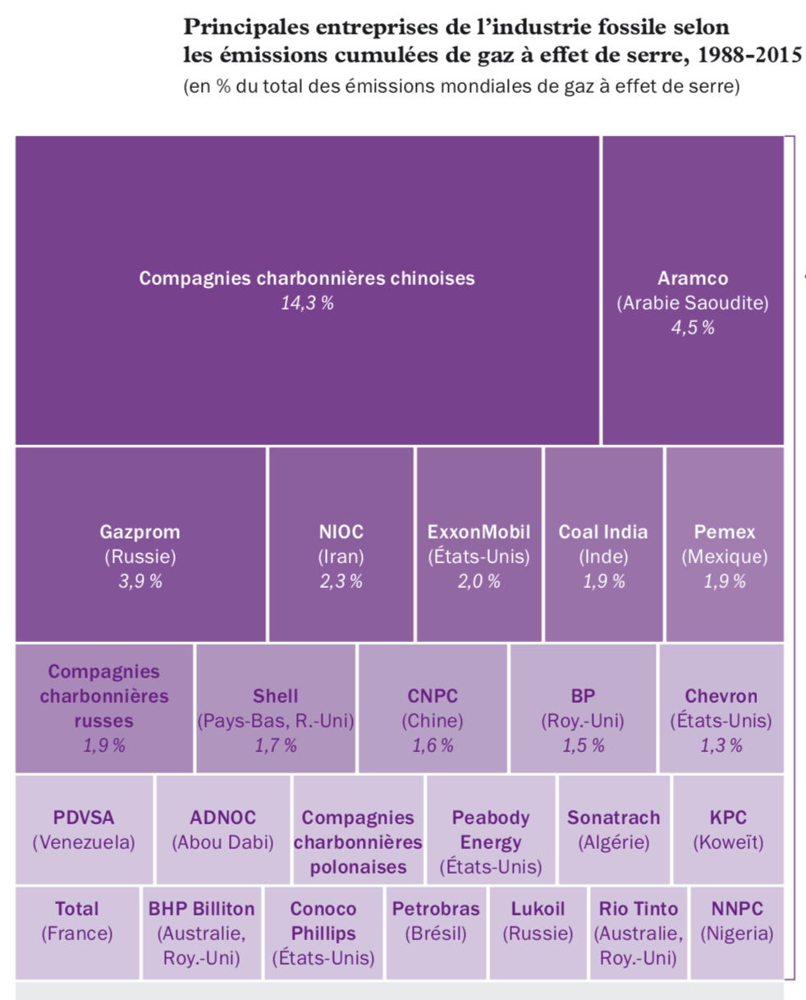 Principales entreprises de l’industrie fossile selon
les émissions cumulées de gaz à effet de serre, 1988-2015
(en % du total des émissions mondiales de gaz à effet de serre)
Compagnies charbonnières chinoises
14,3 %
Aramco
(Arabie Saoudite)
4,5 %
Gazprom
(Russie)
3,9 %
NIOC
(Iran)
2,3 %
ExxonMobil
(États-Unis)
2,0 %
Coal India
(Inde)
1,9 %
Pemex
(Mexique)
1,9 %
Compagnies
charbonnières
russes
1,9 %
Shell
(Pays-Bas, R.-Uni)
1,7 %
CNPC
(Chine)
1,6 %
BP
(Roy.-Uni)
1,5 %
Chevron
(États-Unis)
1,3 %
PDVSA
(Venezuela)
ADNOC
(Abou Dabi)
Compagnies
charbonnières
polonaises
Peabody
Energy
(États-Unis)
Sonatrach
(Algérie)
KPC
(Koweït)
Total
(France)
BHP Billiton
(Australie,
Roy.-Uni)
Conoco
Phillips
(États-Unis)
Petrobras
(Brésil)
Lukoil
(Russie)
Rio Tinto
(Australie,
Roy.-Uni)
NNPC
(Nigeria)